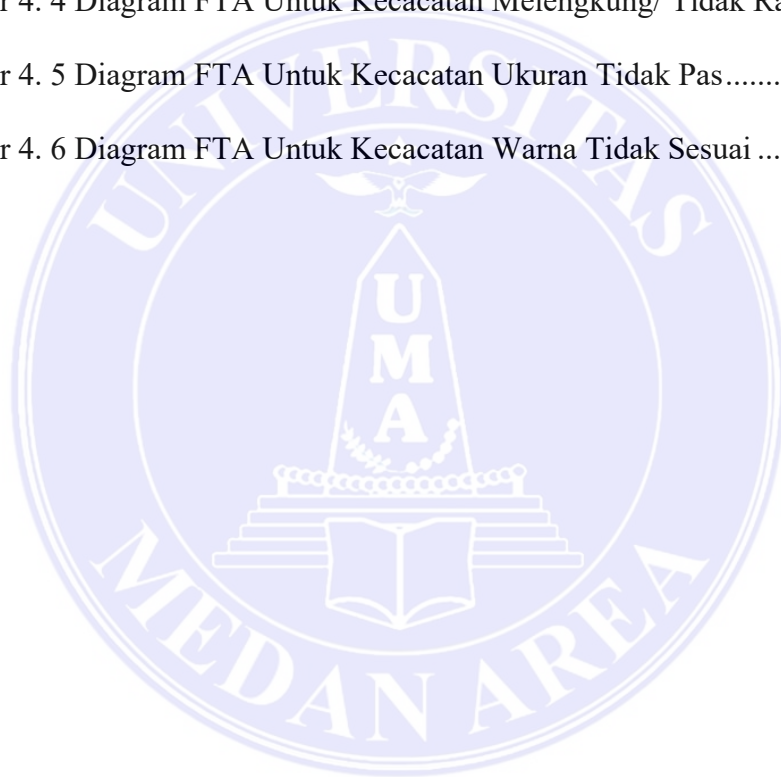 r 4. 4 Diagram FTA Untuk Kecacatan Melengkung/ Tidak Ra
r 4. 5 Diagram FTA Untuk Kecacatan Ukuran Tidak Pas.......
r 4. 6 Diagram FTA Untuk Kecacatan Warna Tidak Sesuai ...
UNIVERSITAS
U
M
A
MEDAN AREA